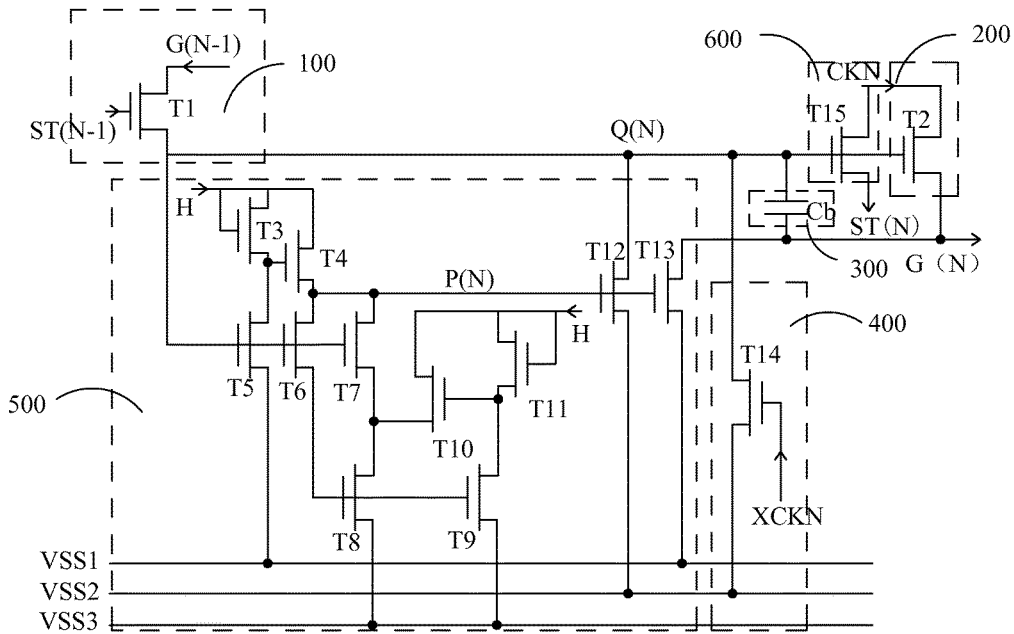 G(N-1)
100
T1
ST(N-1)
600
200
CKN
T15
T2
Q(N)
H
T3
T4
Cb
ST(N)
300
G (N)
T12
T13
P(N)
H
400
T14
T5
T6
T7
T11
T10
500
XCKN
T8
T9
VSS1
VSS2
VSS3